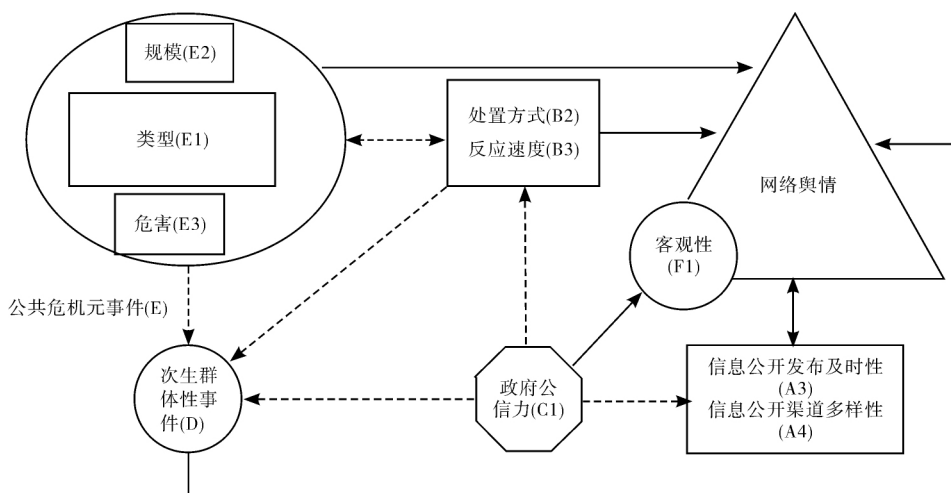 规模(E2)
类型(E1)
危害(E3)
公共危机元事件(E)
处置方式(B2)
反应速度(B3)
网络舆情
客观性
(F1)
次生群
体性事
件(D)
政府公
信力(C1)
信息公开发布及时性
(A3)
信息公开渠道多样性
(A4)